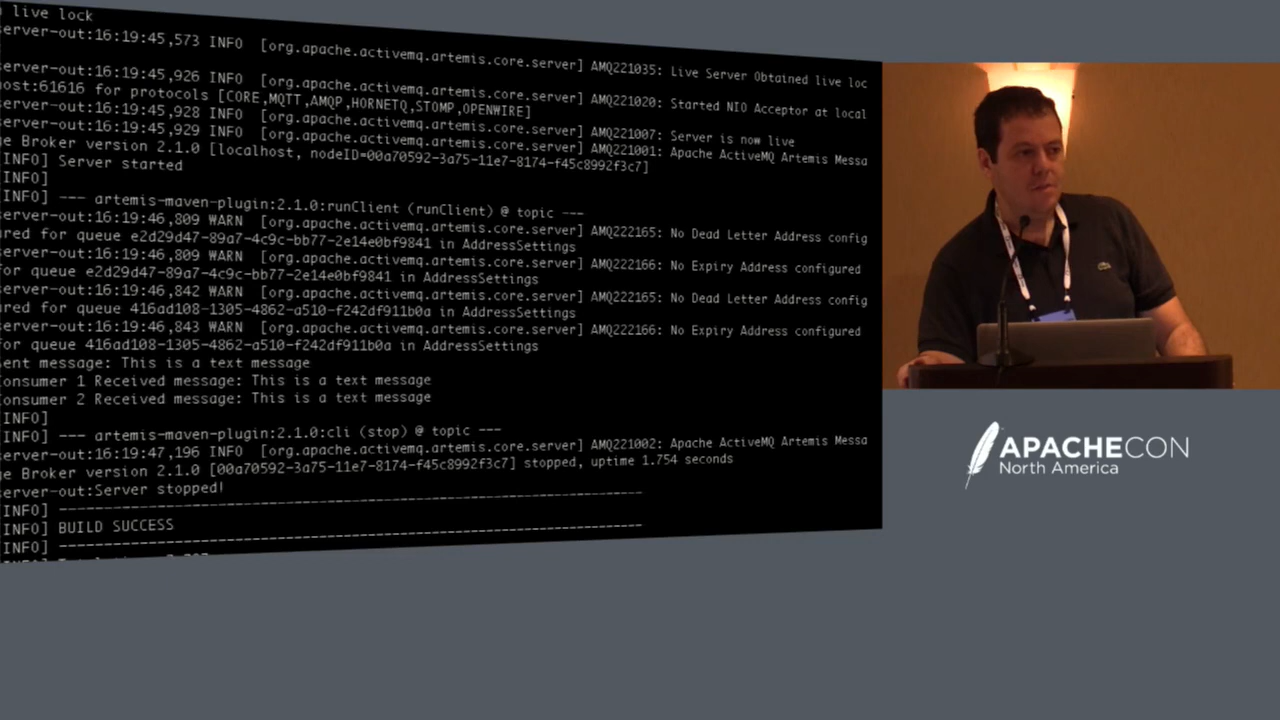 live lock
erver-out:16:19:45,573 INFO  [org.apache.activemq.artemis.core.server] AMQ221035: Live Server Obtained live loc
erver-out:16:19:45,926 INFO  [org.apache.activemq.artemis.core.server] AMQ221020: Started NIO Acceptor at local
host:61616 for protocols [CORE,MQTT,AMQP,HORNETQ,STOMP,OPENWIRE]
erver-out:16:19:45,928 INFO  [org.apache.activemq.artemis.core.server] AMQ221007: Server is now live
erver-out:16:19:45,929 INFO  [org.apache.activemq.artemis.core.server] AMQ221001: Apache ActiveMQ Artemis Messa
ge Broker version 2.1.0 [localhost, nodeID=00a70592-3a75-11e7-8174-f45c8992f3c7]
[INFO] Server started
[INFO]
[INFO] --- artemis-maven-plugin:2.1.0:runClient (runClient) @ topic ---
erver-out:16:19:46,809 WARN  [org.apache.activemq.artemis.core.server] AMQ222165: No Dead Letter Address config
ured for queue e2d29d47-89a7-4c9c-bb77-2e14e0bf9841 in AddressSettings
erver-out:16:19:46,809 WARN  [org.apache.activemq.artemis.core.server] AMQ222166: No Expiry Address configured
for queue e2d29d47-89a7-4c9c-bb77-2e14e0bf9841 in AddressSettings
erver-out:16:19:46,842 WARN  [org.apache.activemq.artemis.core.server] AMQ222165: No Dead Letter Address config
ured for queue 416ad108-1305-4862-a510-f242df911b0a in AddressSettings
erver-out:16:19:46,843 WARN  [org.apache.activemq.artemis.core.server] AMQ222166: No Expiry Address configured
for queue 416ad108-1305-4862-a510-f242df911b0a in AddressSettings
ent message: This is a text message
onsumer 1 Received message: This is a text message
onsumer 2 Received message: This is a text message
[INFO]
[INFO] --- artemis-maven-plugin:2.1.0:cli (stop) @ topic ---
erver-out:16:19:47,196 INFO  [org.apache.activemq.artemis.core.server] AMQ221002: Apache ActiveMQ Artemis Messa
ge Broker version 2.1.0 [00a70592-3a75-11e7-8174-f45c8992f3c7] stopped, uptime 1.754 seconds
erver-out:Server stopped!
[INFO] ------------------------------------------------------------------------
[INFO] BUILD SUCCESS
[INFO] ------------------------------------------------------------------------
APACHECON
North America